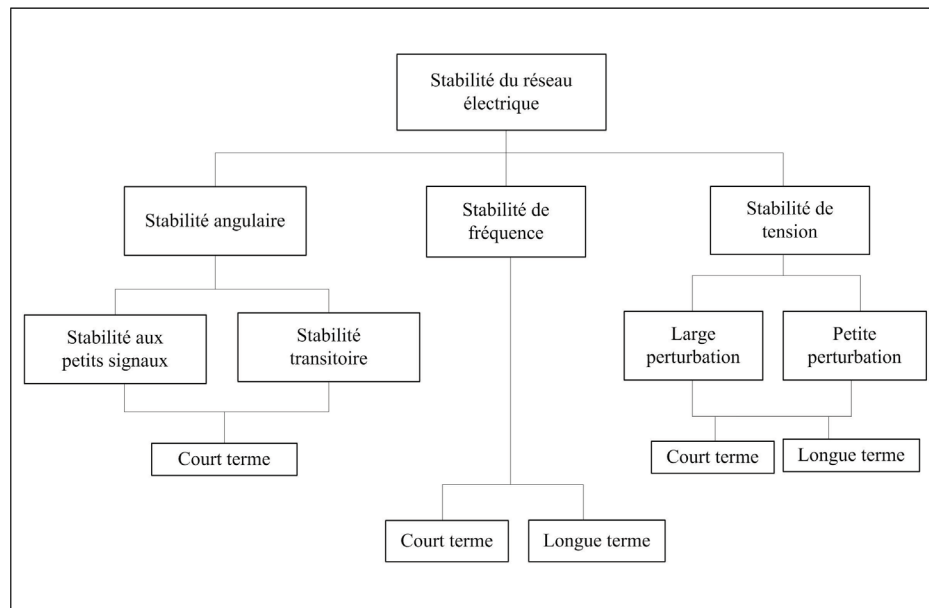 Stabilité du réseau
électrique
Stabilité angulaire
Stabilité de
fréquence
Stabilité de
tension
Stabilité aux
petits signaux
Stabilité
transitoire
Large
perturbation
Petite
perturbation
Court terme
Court terme
Longue terme
Court terme
Longue terme